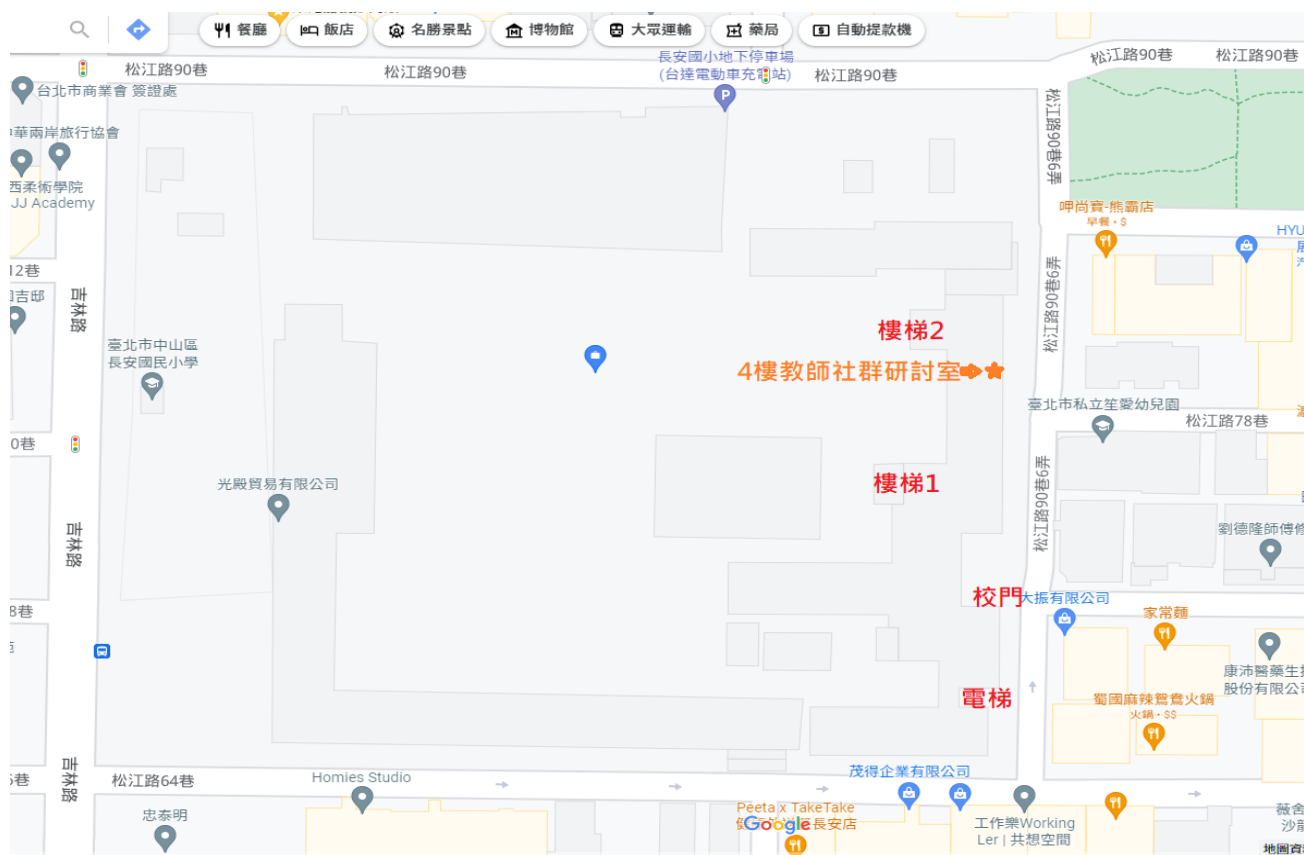 餐廳
飯店
名勝景點
博物館
大眾運輸
藥局
自動提款機
松江路90巷
松江路90巷
長安國小地下停車場
(台達電動車充電站)
松江路90巷
松江路90巷
松江路90巷
台北市商業會 簽證處
P
華兩岸旅行協會
西柔術學院
JJ Academy
松江路90巷6弄
呷尚寶-熊霸店
早餐・$
HYU
12巷
吉邸
吉林路
松江路90巷6弄
樓梯2
臺北市中山區
長安國民小學
4樓教師社群研討室
臺北市私立笙愛幼兒園
松江路78巷
0巷
光殿貿易有限公司
樓梯1
松江路90巷6弄
吉林路
劉德隆師傅修
校門
大振有限公司
8巷
家常麵
康沛醫藥生
股份有限公司
電梯
蜀國麻辣鴛鴦火鍋
火鍋・$$
吉林路
松江路64巷
Homies Studio
茂得企業有限公司
忠泰明
Peeta x TakeTake
長安店
Google
工作樂Working
Ler | 共想空間
薇舍
沙龍
地圖資